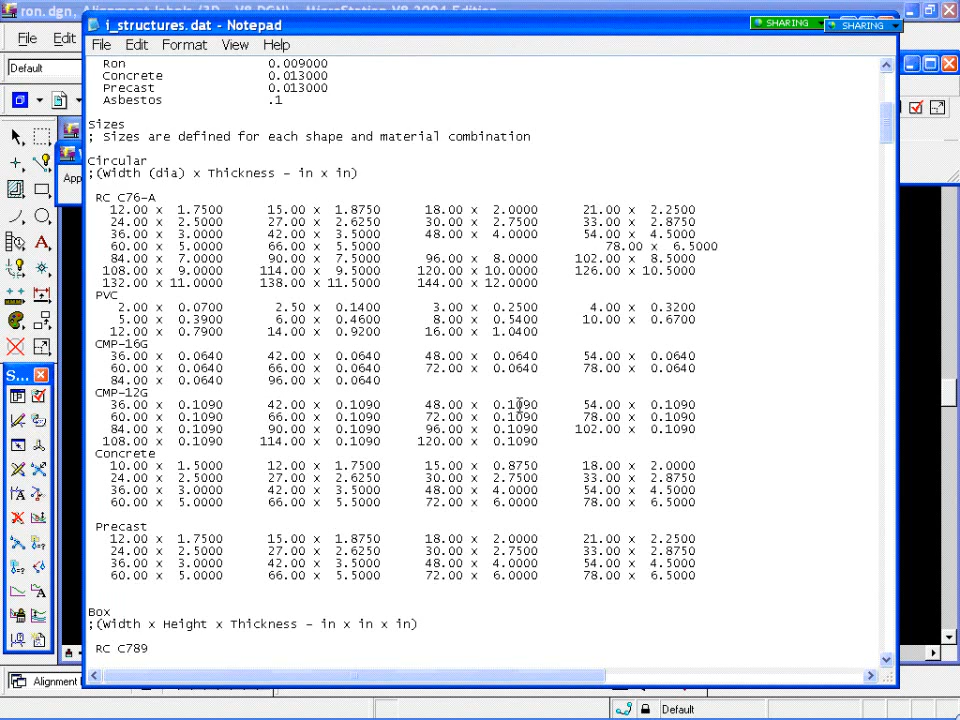 ron.dgn, Alignment labels (3D - V8 DGN) - MicroStation V8 2004 Edition
i_structures.dat - Notepad
SHARING
SHARING
File Edit
File Edit Format View Help
Default
Ron 0.009000
Concrete 0.013000
Precast 0.013000
Asbestos .1
Sizes
; Sizes are defined for each shape and material combination
Circular
;(Width (dia) x Thickness - in x in)
RC C76-A
12.00 x 1.7500 15.00 x 1.8750 18.00 x 2.0000 21.00 x 2.2500
24.00 x 2.5000 27.00 x 2.6250 30.00 x 2.7500 33.00 x 2.8750
36.00 x 3.0000 42.00 x 3.5000 48.00 x 4.0000 54.00 x 4.5000
60.00 x 5.0000 66.00 x 5.5000 78.00 x 6.5000
84.00 x 7.0000 90.00 x 7.5000 96.00 x 8.0000 102.00 x 8.5000
108.00 x 9.0000 114.00 x 9.5000 120.00 x 10.0000 126.00 x 10.5000
132.00 x 11.0000 138.00 x 11.5000 144.00 x 12.0000
PVC
2.00 x 0.0700 2.50 x 0.1400 3.00 x 0.2500 4.00 x 0.3200
5.00 x 0.3900 6.00 x 0.4600 8.00 x 0.5400 10.00 x 0.6700
12.00 x 0.7900 14.00 x 0.9200 16.00 x 1.0400
CMP-16G
36.00 x 0.0640 42.00 x 0.0640 48.00 x 0.0640 54.00 x 0.0640
60.00 x 0.0640 66.00 x 0.0640 72.00 x 0.0640 78.00 x 0.0640
84.00 x 0.0640 96.00 x 0.0640
CMP-12G
36.00 x 0.1090 42.00 x 0.1090 48.00 x 0.1090 54.00 x 0.1090
60.00 x 0.1090 66.00 x 0.1090 72.00 x 0.1090 78.00 x 0.1090
84.00 x 0.1090 90.00 x 0.1090 96.00 x 0.1090 102.00 x 0.1090
108.00 x 0.1090 114.00 x 0.1090 120.00 x 0.1090
Concrete
10.00 x 1.5000 12.00 x 1.7500 15.00 x 0.8750 18.00 x 2.0000
24.00 x 2.5000 27.00 x 2.6250 30.00 x 2.7500 33.00 x 2.8750
36.00 x 3.0000 42.00 x 3.5000 48.00 x 4.0000 54.00 x 4.5000
60.00 x 5.0000 66.00 x 5.5000 72.00 x 6.0000 78.00 x 6.5000
Precast
12.00 x 1.7500 15.00 x 1.8750 18.00 x 2.0000 21.00 x 2.2500
24.00 x 2.5000 27.00 x 2.6250 30.00 x 2.7500 33.00 x 2.8750
36.00 x 3.0000 42.00 x 3.5000 48.00 x 4.0000 54.00 x 4.5000
60.00 x 5.0000 66.00 x 5.5000 72.00 x 6.0000 78.00 x 6.5000
Box
;(Width x Height x Thickness - in x in x in)
RC C789
App
S...
Alignment
Default